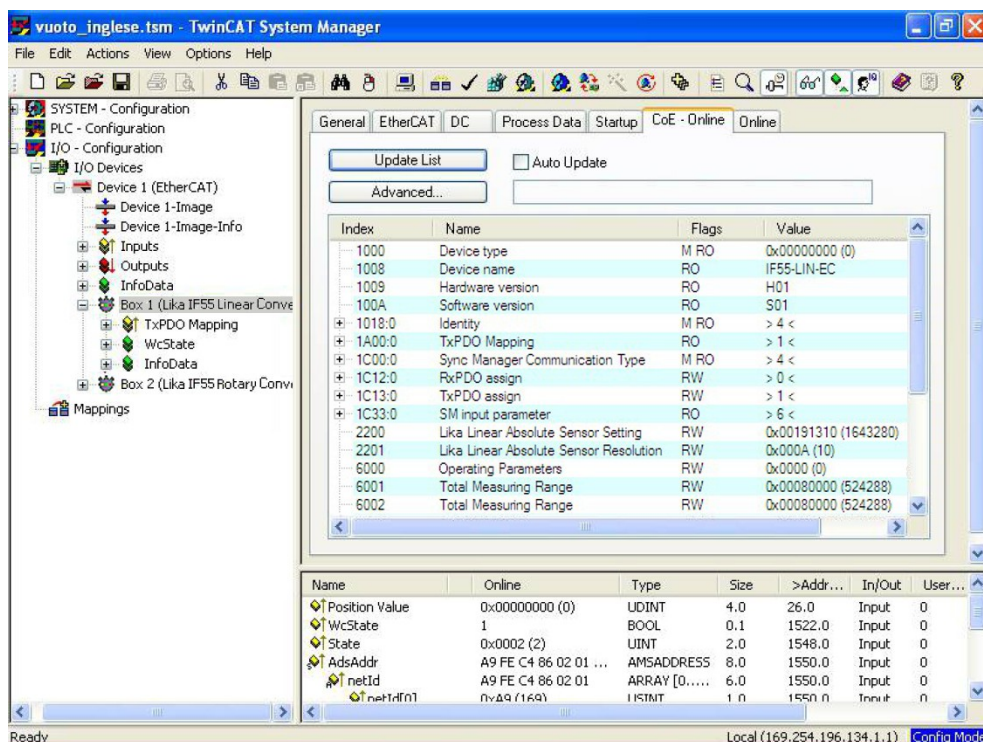 vuoto_inglese.tsm - TwinCAT System Manager
File Edit Actions View Options Help
SYSTEM - Configuration
PLC - Configuration
I/O - Configuration
I/O Devices
Device 1 (EtherCAT)
Device 1-Image
Device 1-Image-Info
Inputs
Outputs
InfoData
Box 1 (Lika IF55 Linear Conve
TxPDO Mapping
WcState
InfoData
Box 2 (Lika IF55 Rotary Conv
Mappings
General EtherCAT DC Process Data Startup CoE - Online Online
Update List Auto Update
Advanced...
Index Name Flags Value
1000 Device type M RO 0x00000000 (0)
1008 Device name RO IF55-LIN-EC
1009 Hardware version RO H01
100A Software version RO S01
1018:0 Identity M RO > 4 <
1A00:0 TxPDO Mapping RO > 1 <
1C00:0 Sync Manager Communication Type M RO > 4 <
1C12:0 RxPDO assign RW > 0 <
1C13:0 TxPDO assign RW > 1 <
1C33:0 SM input parameter RO > 6 <
2200 Lika Linear Absolute Sensor Setting RW 0x00191310 (1643280)
2201 Lika Linear Absolute Sensor Resolution RW 0x000A (10)
6000 Operating Parameters RW 0x0000 (0)
6001 Total Measuring Range RW 0x00080000 (524288)
6002 Total Measuring Range RW 0x00080000 (524288)
Name Online Type Size >Addr... In/Out User...
Position Value 0x00000000 (0) UDINT 4.0 26.0 Input 0
WcState 1 BOOL 0.1 1522.0 Input 0
State 0x0002 (2) UINT 2.0 1548.0 Input 0
AdsAddr A9 FE C4 86 02 01 ... AMSADDRESS 8.0 1550.0 Input 0
netId A9 FE C4 86 02 01 ARRAY [0..... 6.0 1550.0 Input 0
netId[0] 0xA9 (169) USINT 1.0 1550.0 Input 0
Ready Local (169.254.196.134.1.1) Config Mode